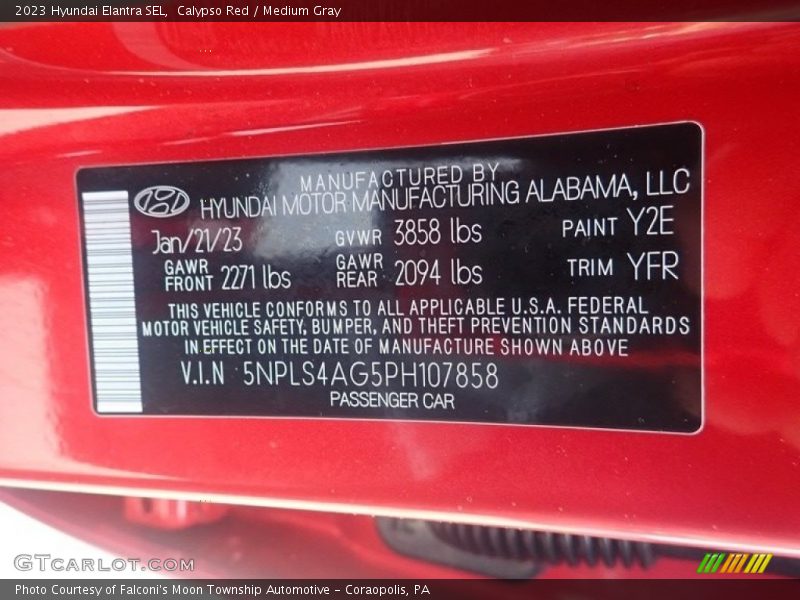 2023 Hyundai Elantra SEL, Calypso Red / Medium Gray
MANUFACTURED BY
HYUNDAI MOTOR MANUFACTURING ALABAMA, LLC
Jan/21/23 GVWR 3858 lbs PAINT Y2E
GAWR FRONT 2271 lbs GAWR REAR 2094 lbs TRIM YFR
THIS VEHICLE CONFORMS TO ALL APPLICABLE U.S.A. FEDERAL
MOTOR VEHICLE SAFETY, BUMPER, AND THEFT PREVENTION STANDARDS
IN EFFECT ON THE DATE OF MANUFACTURE SHOWN ABOVE
V.I.N 5NPLS4AG5PH107858
PASSENGER CAR
GTCARLOT.COM
Photo Courtesy of Falconi's Moon Township Automotive - Coraopolis, PA